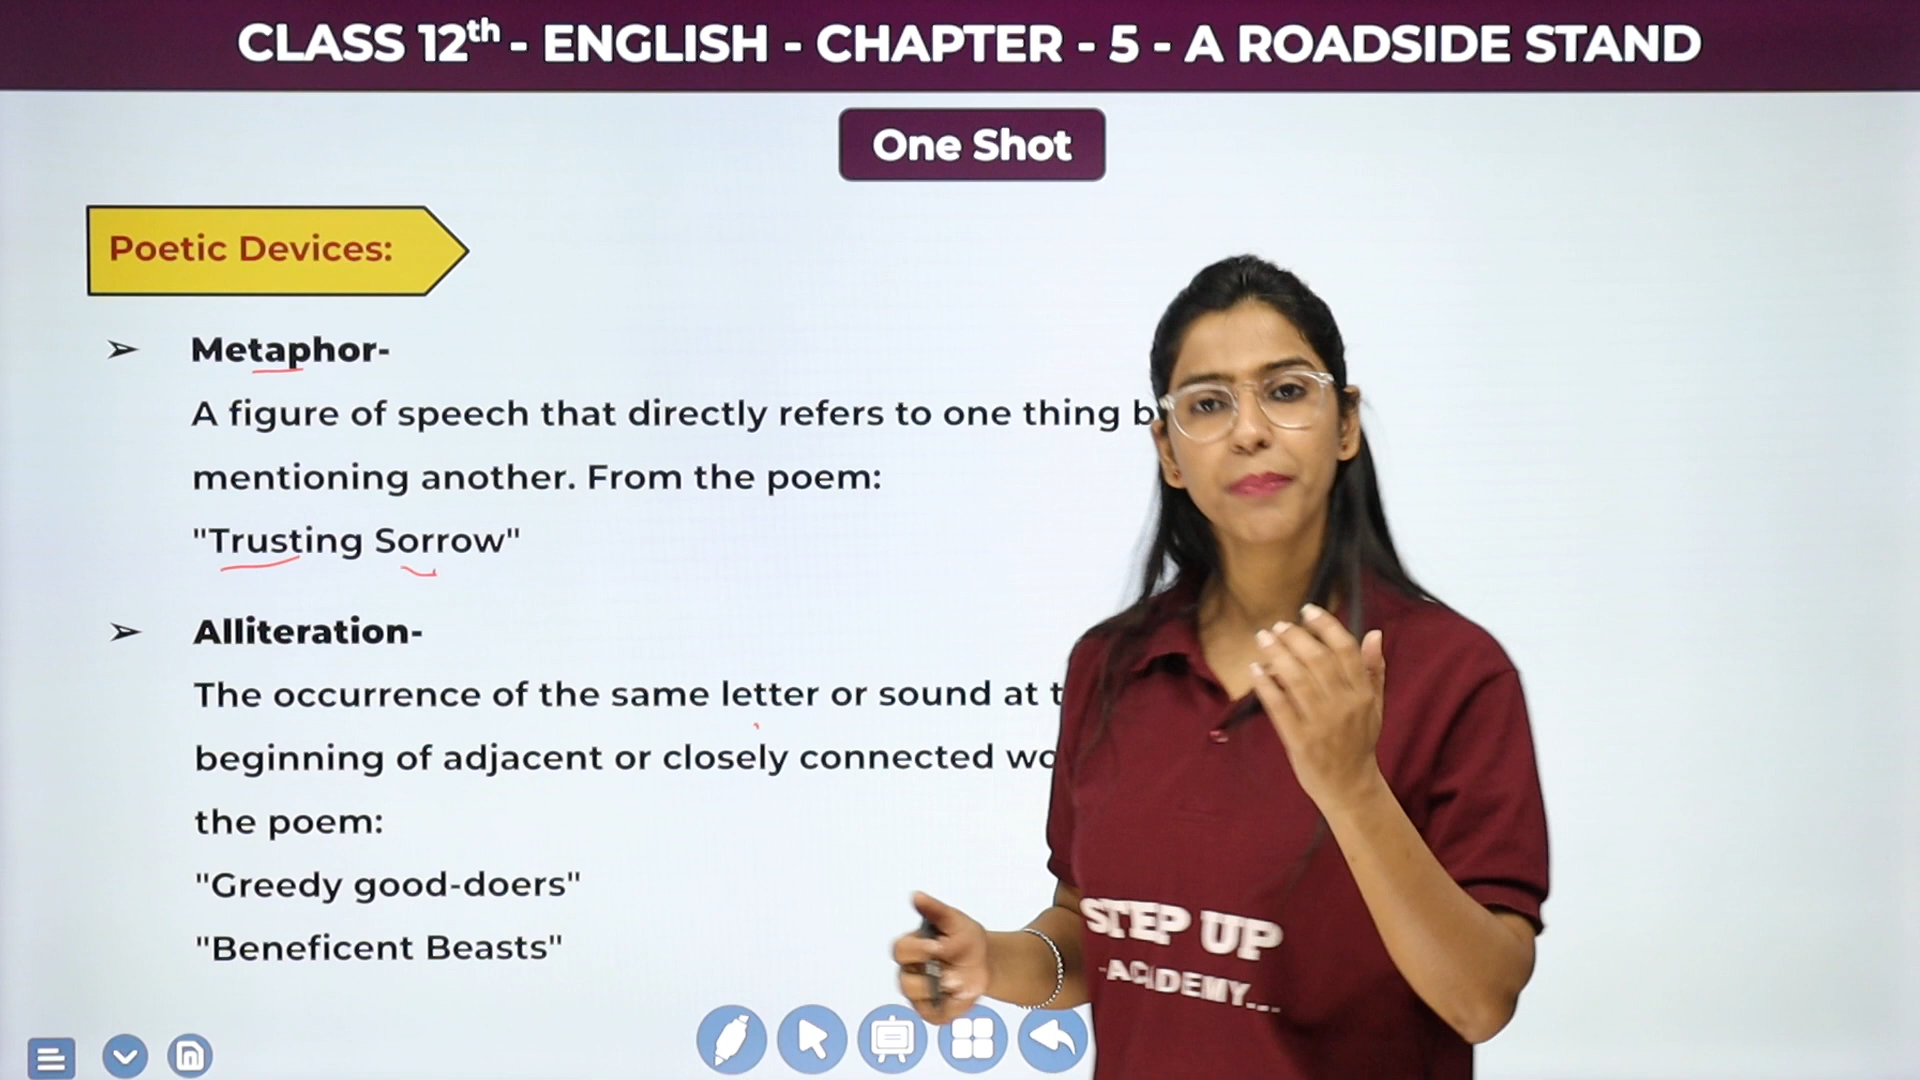 CLASS 12th - ENGLISH - CHAPTER - 5 - A ROADSIDE STAND
One Shot
Poetic Devices:
➢ Metaphor-
A figure of speech that directly refers to one thing b
mentioning another. From the poem:
"Trusting Sorrow"
➢ Alliteration-
The occurrence of the same letter or sound at t
beginning of adjacent or closely connected wo
the poem:
"Greedy good-doers"
"Beneficent Beasts"
STEP UP
-ACADEMY...